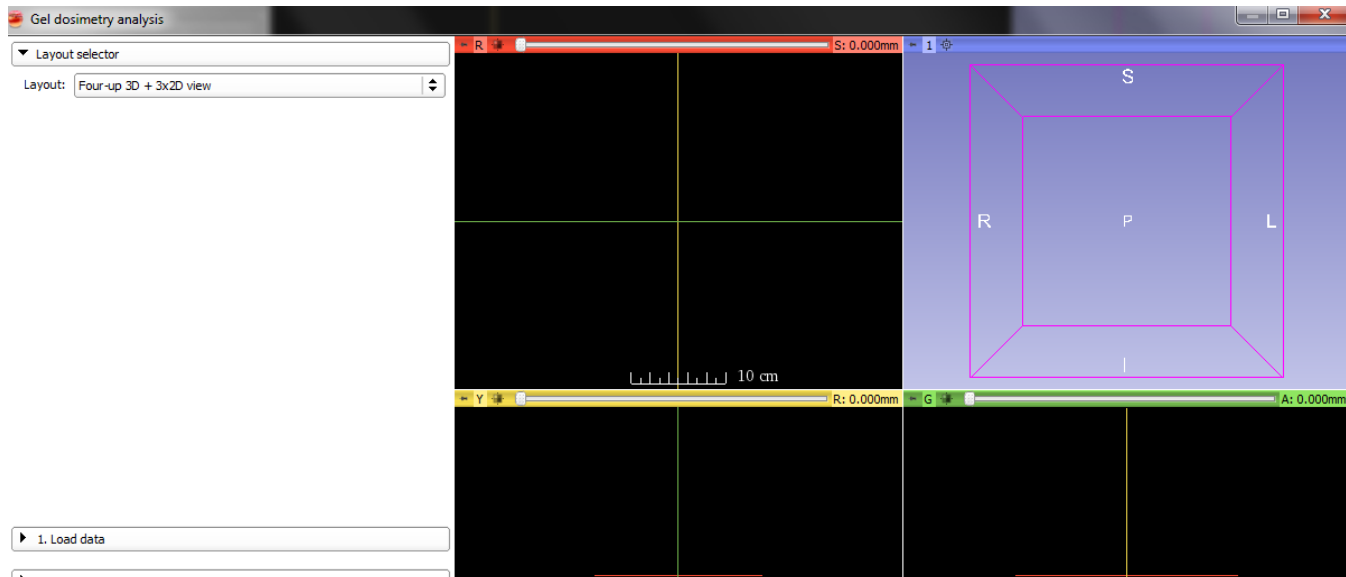 Gel dosimetry analysis
Layout selector
Layout: Four-up 3D + 3x2D view
R S: 0.000mm
1
S
R P L
I
10 cm
Y R: 0.000mm
G A: 0.000mm
1. Load data